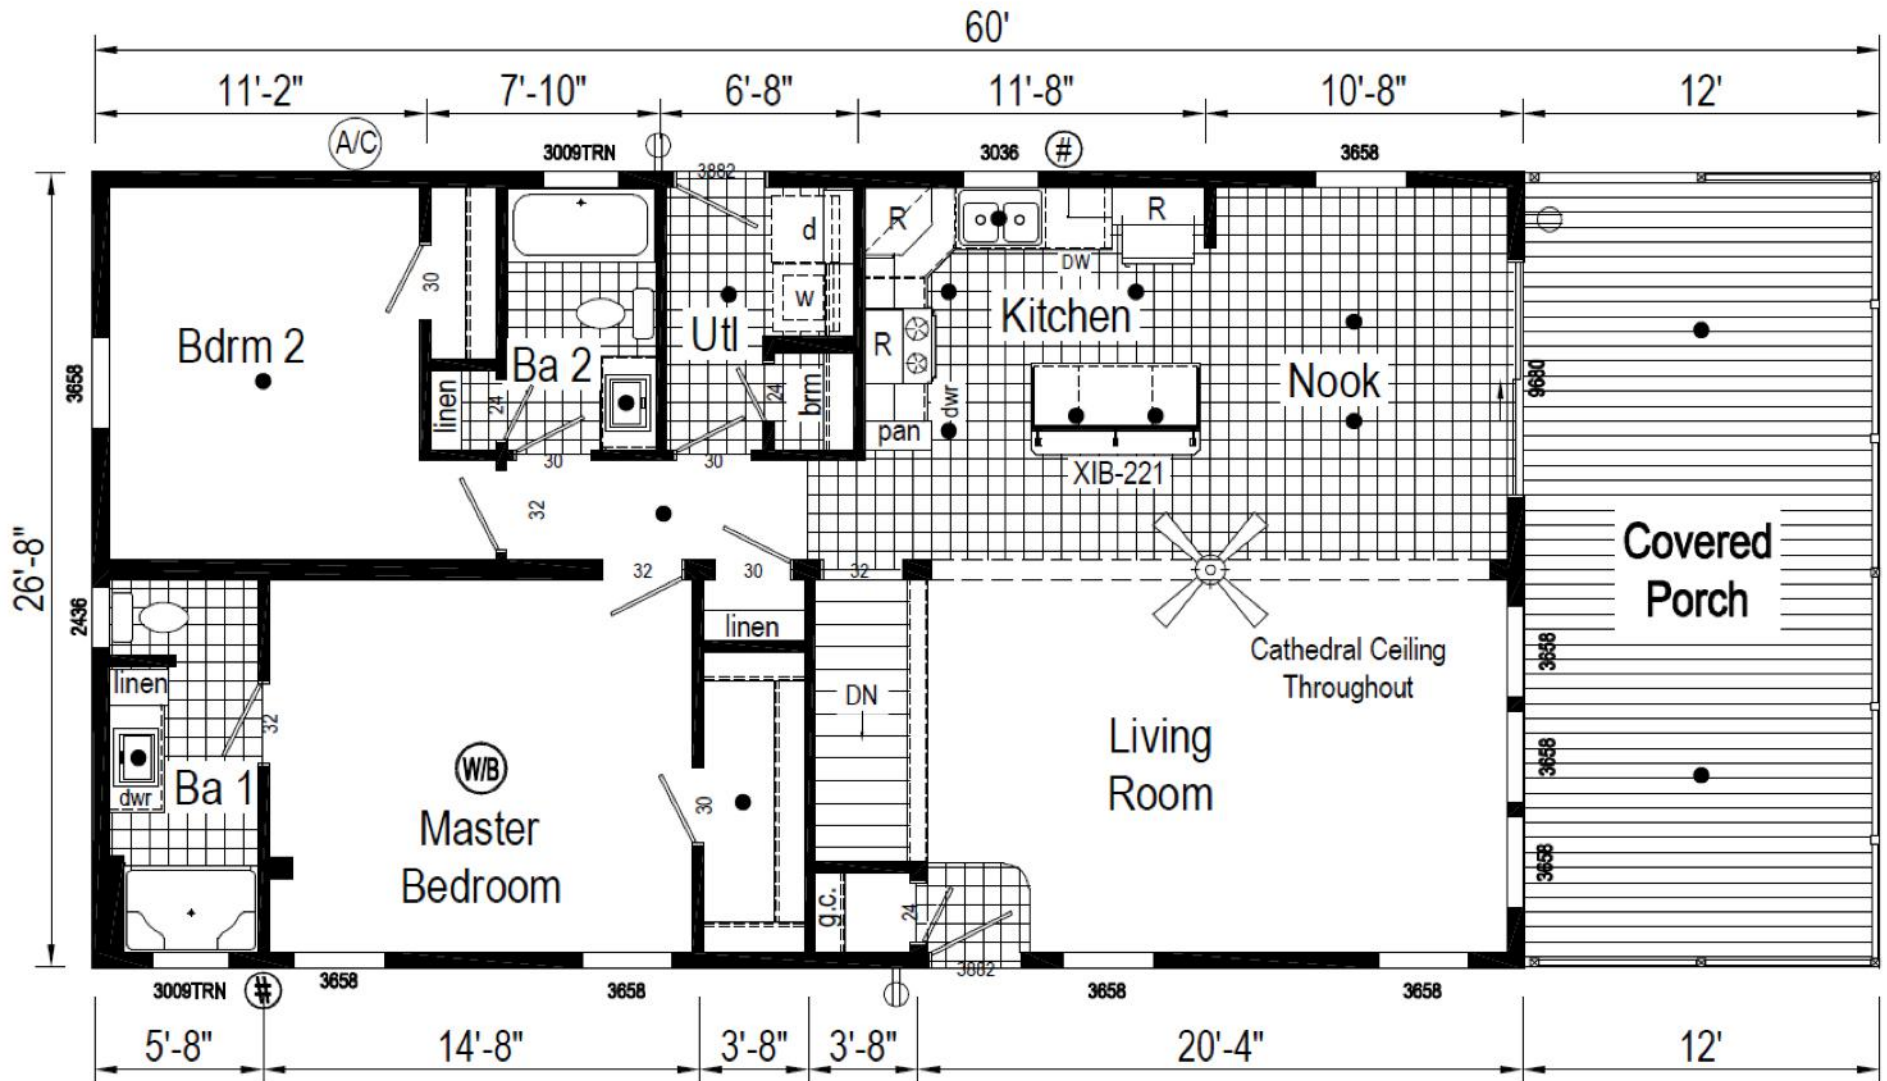 60'
11'-2"
7'-10"
6'-8"
11'-8"
10'-8"
12'
A/C
3009TRN
3882
3036
#
3658
R
R
d
DW
w
30
Kitchen
Bdrm 2
Utl
R
Nook
3658
Ba 2
linen
24
24
brm
dwr
9680
pan
30
30
XIB-221
32
26'-8"
Covered
Porch
32
30
32
2436
linen
Cathedral Ceiling
Throughout
3658
linen
DN
32
Living
Room
3658
W/B
Ba 1
dwr
30
Master
Bedroom
3658
g.c.
24
3882
3009TRN
#
3658
3658
3658
3658
5'-8"
14'-8"
3'-8"
3'-8"
20'-4"
12'